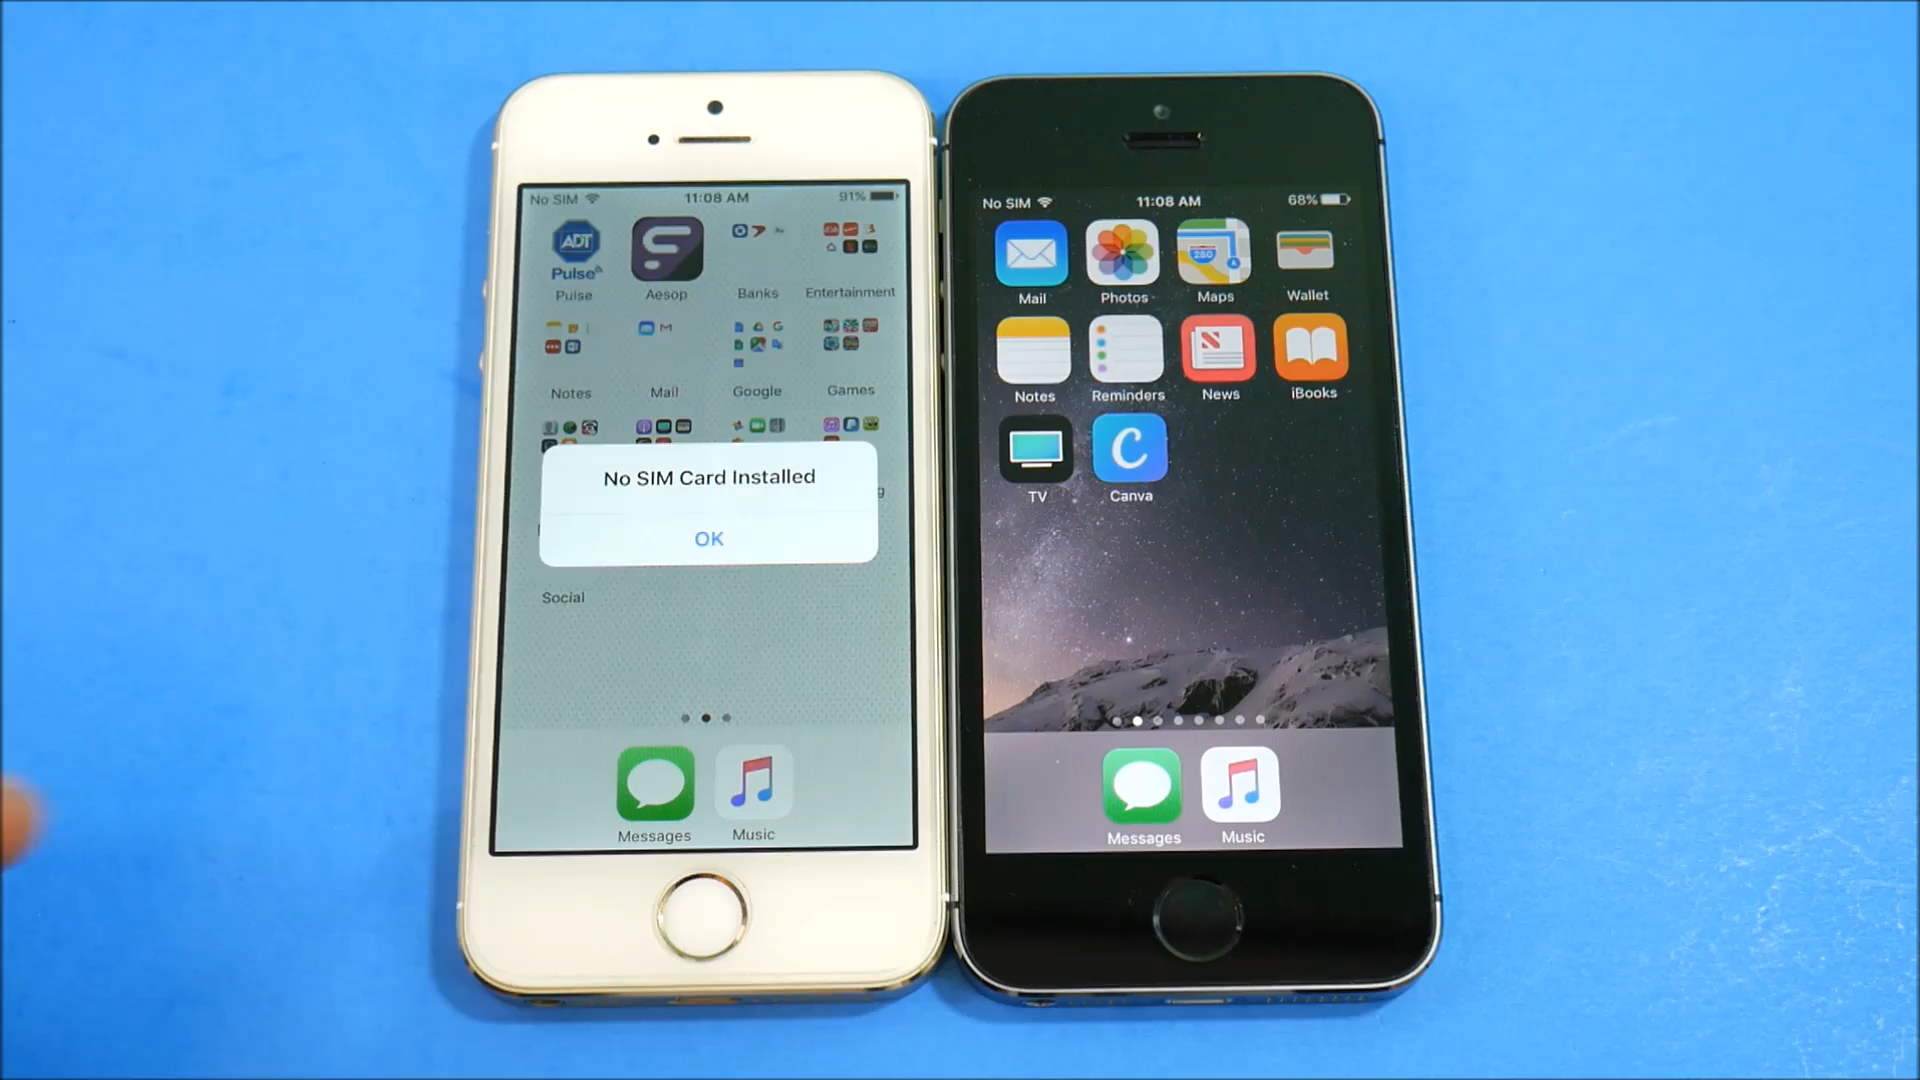 No SIM 11:08 AM 91%
ADT
Pulse
Pulse Aesop Banks Entertainment
Notes Mail Google Games
No SIM Card Installed
g
OK
Social
Messages Music
No SIM 11:08 AM 68%
280
Mail Photos Maps Wallet
Notes Reminders News iBooks
C
TV Canva
Messages Music